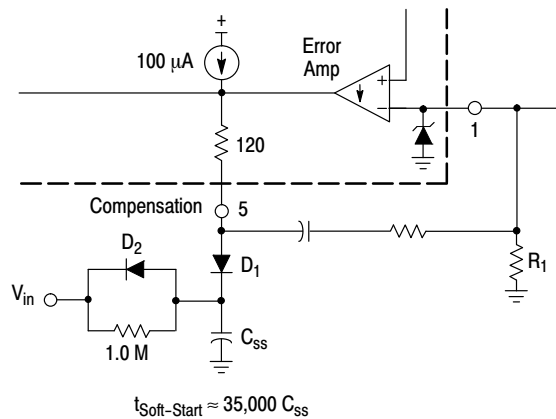 +
100 μA
Error
Amp
+
−
1
120
Compensation
5
D2
D1
R1
Vin
1.0 M
Css
tSoft−Start ≈ 35,000 Css